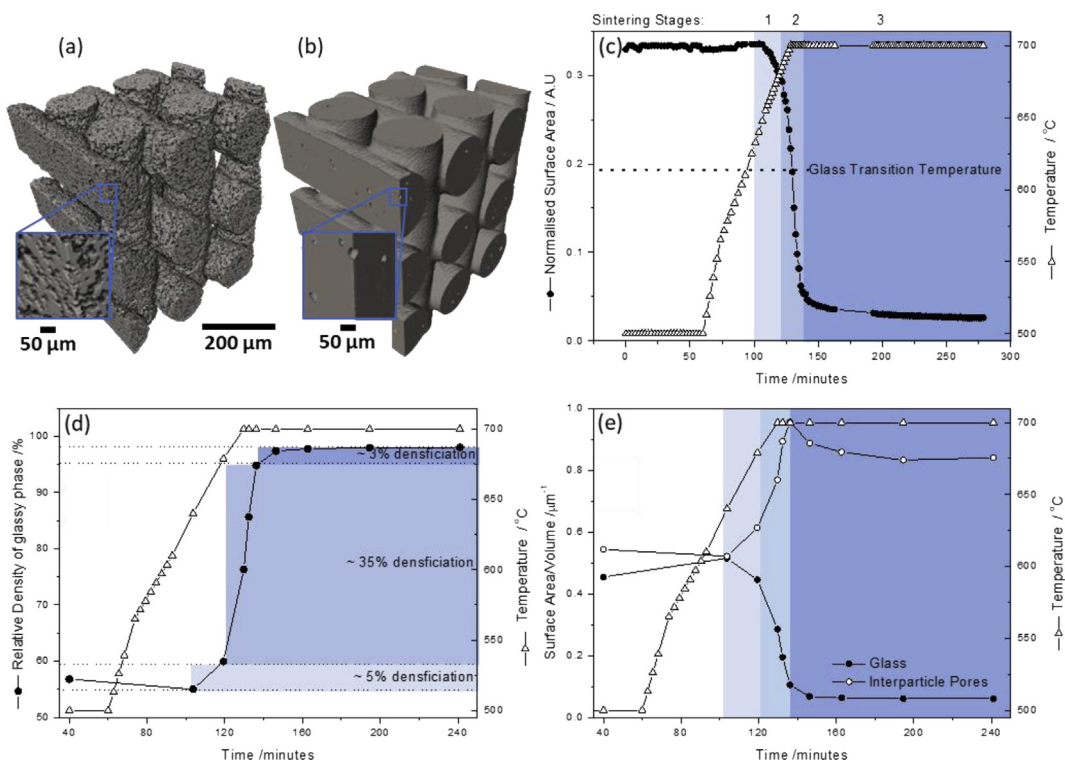 (a)
50 µm
200 µm
(b)
50 µm
Sintering Stages: 1 2 3
(c)
Glass Transition Temperature
Normalised Surface Area / A.U
0.0
0.1
0.2
0.3
0 50 100 150 200 250 300
Time /minutes
700
650
600
550
500
Temperature / °C
(d)
~ 3% densification
~ 35% densficiation
~ 5% densficiation
Relative Density of glassy phase /%
100
90
80
70
60
50
40 80 120 160 200 240
Time /minutes
700
650
600
550
500
Temperature / °C
(e)
Glass
Interparticle Pores
Surface Area/Volume /µm-1
1.0
0.8
0.6
0.4
0.2
0.0
40 80 120 160 200 240
Time /minutes
700
650
600
550
500
Temperature / °C